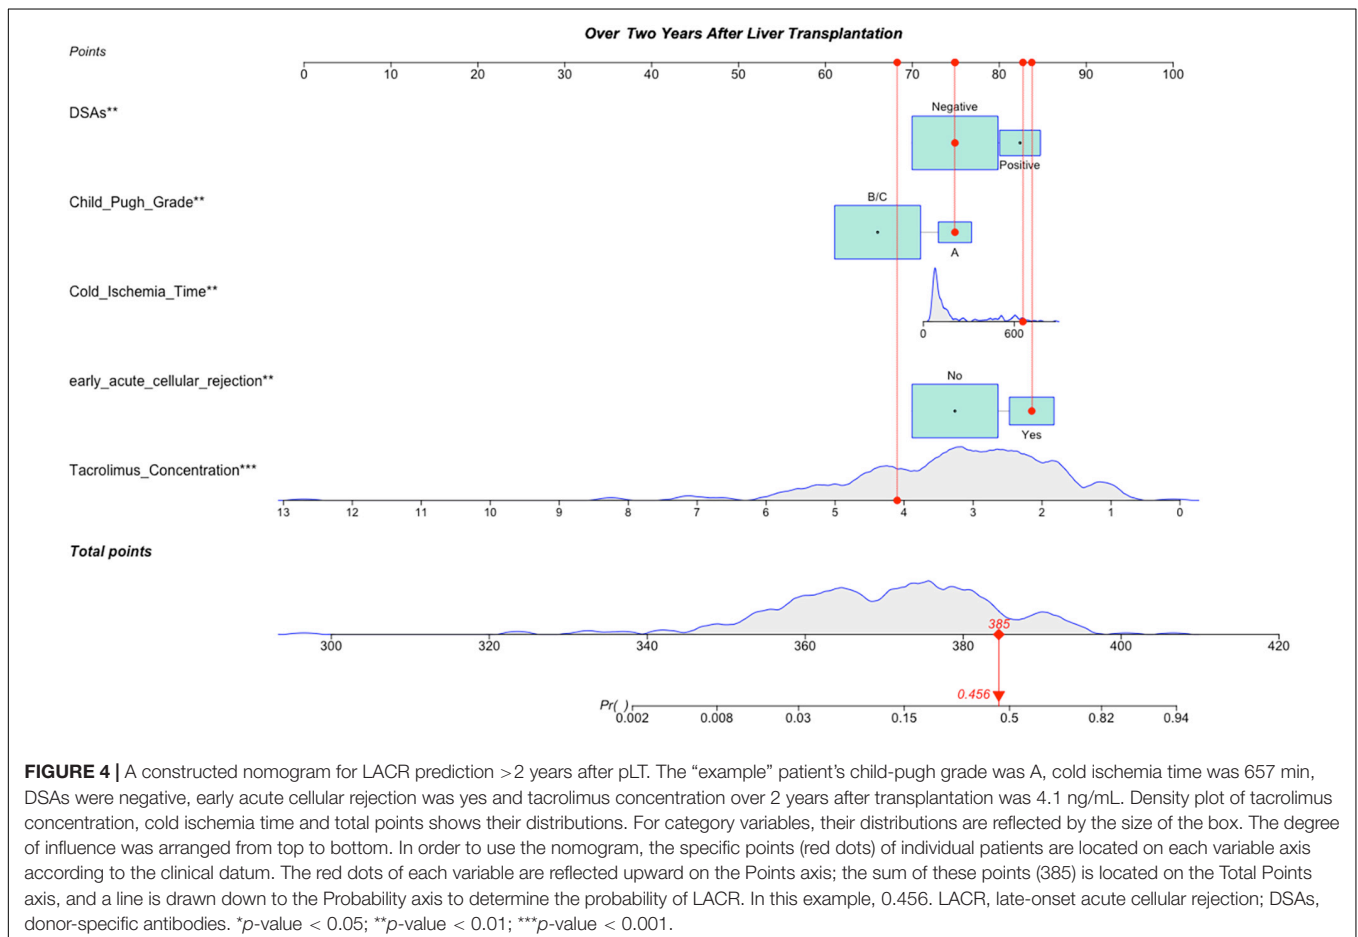 Over Two Years After Liver Transplantation
Points
0 10 20 30 40 50 60 70 80 90 100
DSAs**
Negative
Positive
Child_Pugh_Grade**
B/C
A
Cold_Ischemia_Time**
0 600
early_acute_cellular_rejection**
No
Yes
Tacrolimus_Concentration***
13 12 11 10 9 8 7 6 5 4 3 2 1 0
Total points
385
300 320 340 360 380 400 420
0.456
Pr( )
0.002 0.008 0.03 0.15 0.5 0.82 0.94
FIGURE 4 | A constructed nomogram for LACR prediction >2 years after pLT. The “example” patient’s child-pugh grade was A, cold ischemia time was 657 min,
DSAs were negative, early acute cellular rejection was yes and tacrolimus concentration over 2 years after transplantation was 4.1 ng/mL. Density plot of tacrolimus
concentration, cold ischemia time and total points shows their distributions. For category variables, their distributions are reflected by the size of the box. The degree
of influence was arranged from top to bottom. In order to use the nomogram, the specific points (red dots) of individual patients are located on each variable axis
according to the clinical datum. The red dots of each variable are reflected upward on the Points axis; the sum of these points (385) is located on the Total Points
axis, and a line is drawn down to the Probability axis to determine the probability of LACR. In this example, 0.456. LACR, late-onset acute cellular rejection; DSAs,
donor-specific antibodies. *p-value < 0.05; **p-value < 0.01; ***p-value < 0.001.